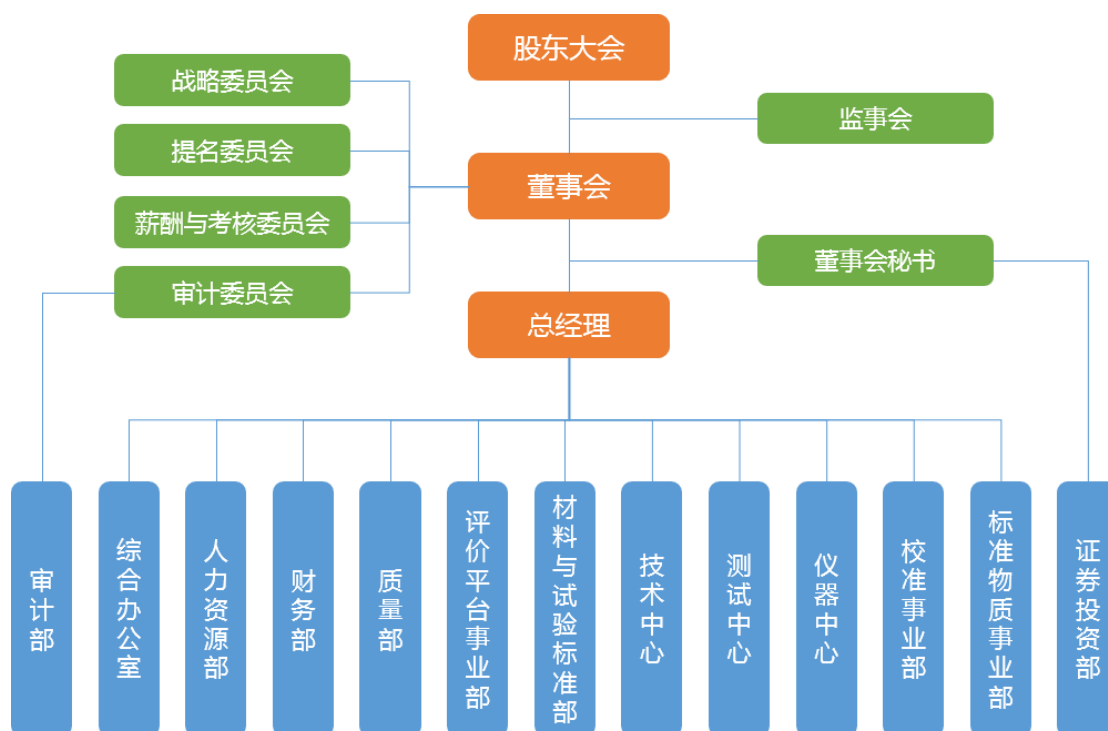 股东大会
战略委员会
监事会
提名委员会
董事会
薪酬与考核委员会
董事会秘书
审计委员会
总经理
审计部
综合办公室
人力资源部
财务部
质量部
评价平台事业部
材料与试验标准部
技术中心
测试中心
仪器中心
校准事业部
标准物质事业部
证券投资部